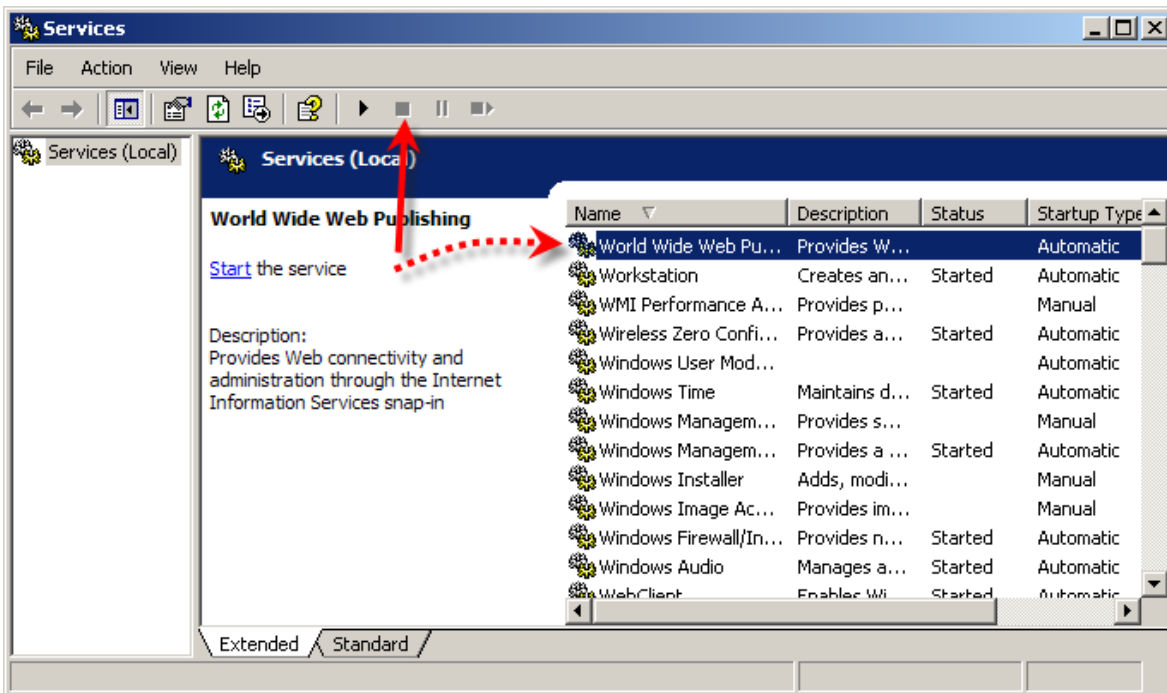 Services
File Action View Help
Services (Local)
Services (Local)
World Wide Web Publishing
Start the service
Description:
Provides Web connectivity and
administration through the Internet
Information Services snap-in
Name Description Status Startup Type
World Wide Web Pu... Provides W... Automatic
Workstation Creates an... Started Automatic
WMI Performance A... Provides p... Manual
Wireless Zero Confi... Provides a... Started Automatic
Windows User Mod... Automatic
Windows Time Maintains d... Started Automatic
Windows Managem... Provides s... Manual
Windows Managem... Provides a ... Started Automatic
Windows Installer Adds, modi... Manual
Windows Image Ac... Provides im... Manual
Windows Firewall/In... Provides n... Started Automatic
Windows Audio Manages a... Started Automatic
WebClient Enables Wi... Started Automatic
Extended Standard